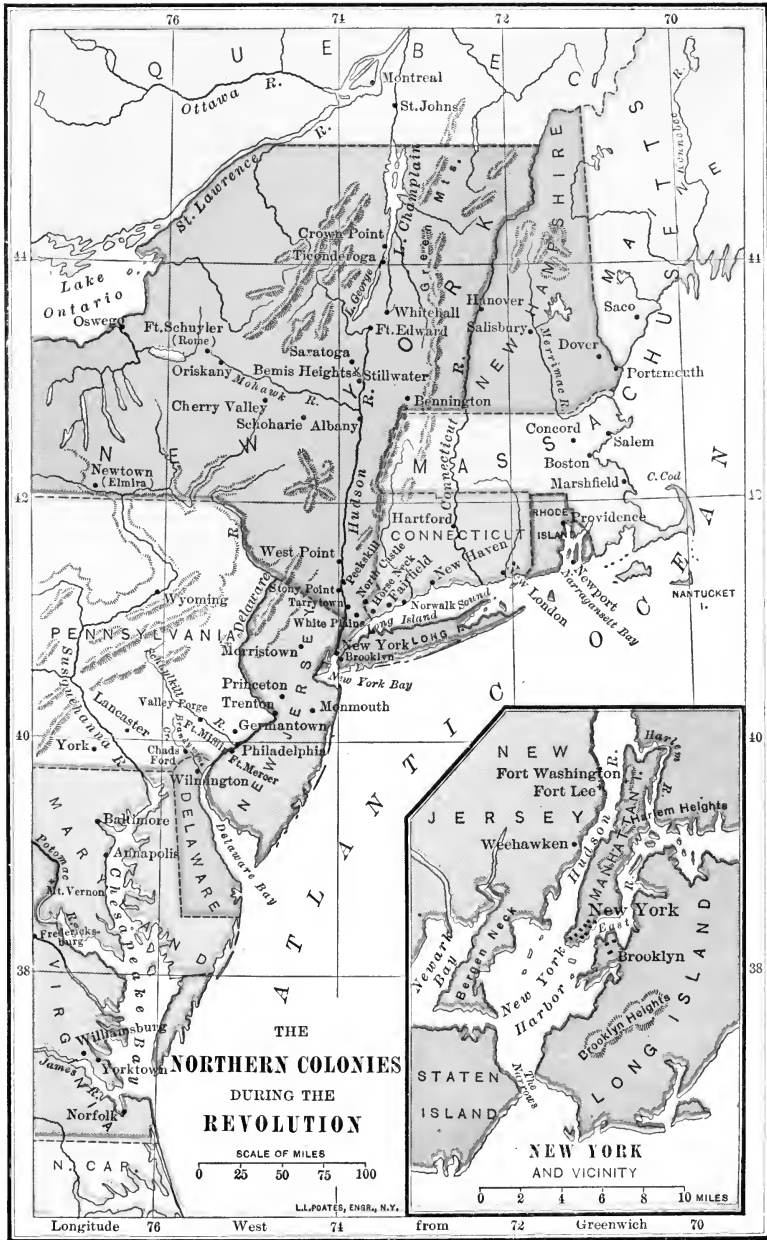 76 74 72 70
QUEBEC
Montreal
Ottawa R.
St. Johns
St. Lawrence R.
L. Champlain
Green Mts.
NEW HAMPSHIRE
MASSACHUSETTS
Kennebec R.
44 44
Crown Point
Ticonderoga
L. George
Lake Ontario
Oswego
Whitehall
Ft. Edward
Hanover
Salisbury
Saco
Ft. Schuyler
(Rome)
Oriskany
Mohawk R.
Saratoga
Bemis Heights
Stillwater
Merrimac R.
Dover
Portsmouth
Bennington
Cherry Valley
Schoharie
Albany
NEW YORK
Hudson R.
Connecticut R.
Concord
Salem
Boston
MASSACHUSETTS
Marshfield
C. Cod
Newtown
(Elmira)
42 42
Hartford
CONNECTICUT
RHODE
ISLAND
Providence
West Point
Stony Point
Peekskill
North Castle
Horse Neck
Fairfield
New Haven
Tarrytown
White Plains
Norwalk
Long Island Sound
New London
Newport
Narragansett Bay
NANTUCKET
I.
Wyoming
Delaware R.
PENNSYLVANIA
Morristown
New York
Brooklyn
LONG
New York Bay
Susquehanna R.
Schuylkill R.
Princeton
Trenton
Monmouth
Valley Forge
Germantown
Lancaster
Ft. Mifflin
Philadelphia
Ft. Mercer
York
Brandywine Cr.
Chads
Ford
NEW JERSEY
40 40
Wilmington
DELAWARE
Delaware Bay
MARYLAND
Baltimore
Annapolis
Potomac R.
Mt. Vernon
Chesapeake Bay
Fredericks-
burg
38 38
VIRGINIA
Williamsburg
Yorktown
James R.
Norfolk
N. CAR.
ATLANTIC OCEAN
THE
NORTHERN COLONIES
DURING THE
REVOLUTION
SCALE OF MILES
0 25 50 75 100
L.L. POATES, ENGR., N.Y.
NEW JERSEY
Harlem R.
Fort Washington
Fort Lee
Hudson R.
MANHATTAN
Harlem Heights
Weehawken
New York
East R.
Brooklyn
Newark
Bay
Bergen Neck
New York
Harbor
Brooklyn Heights
LONG ISLAND
STATEN
ISLAND
The
Narrows
NEW YORK
AND VICINITY
0 2 4 6 8 10 MILES
Longitude 76 West 74 from 72 Greenwich 70